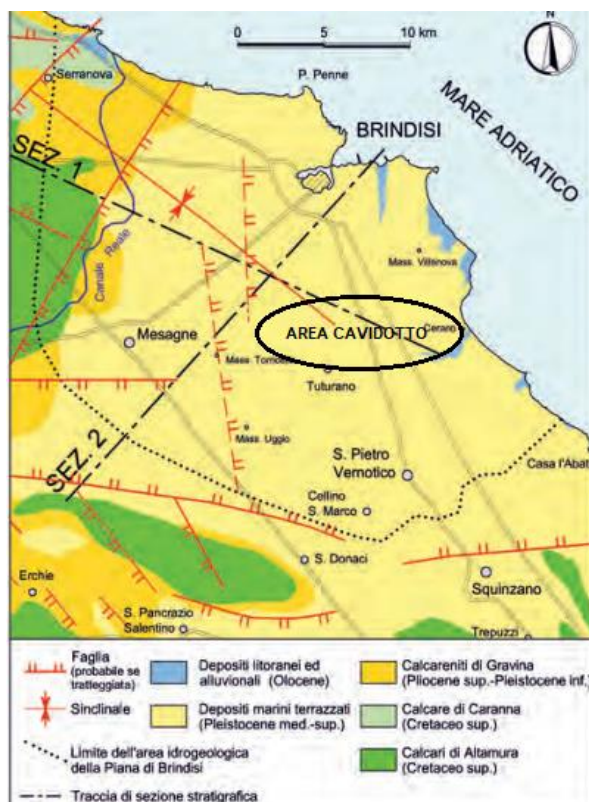 0 5 10 km
N
Serranova
P. Penne
MARE ADRIATICO
BRINDISI
SEZ. 1
Canale Reale
Mass. Villanova
Mesagne
AREA CAVIDOTTO
Cerano
Mass.
Tuturano
Mass. Uggio
SEZ. 2
S. Pietro
Vernotico
Casa l'Abat
Cellino
S. Marco
S. Donaci
Erchie
Squinzano
S. Pancrazio
Salentino
Trepuzzi
Faglia
(probabile se
tratteggiata)
Sinclinale
Limite dell'area idrogeologica
della Piana di Brindisi
Traccia di sezione stratigrafica
Depositi litoranei ed
alluvionali (Olocene)
Depositi marini terrazzati
(Pleistocene med.-sup.)
Calcareniti di Gravina
(Pliocene sup.-Pleistocene inf.)
Calcare di Caranna
(Cretaceo sup.)
Calcari di Altamura
(Cretaceo sup.)